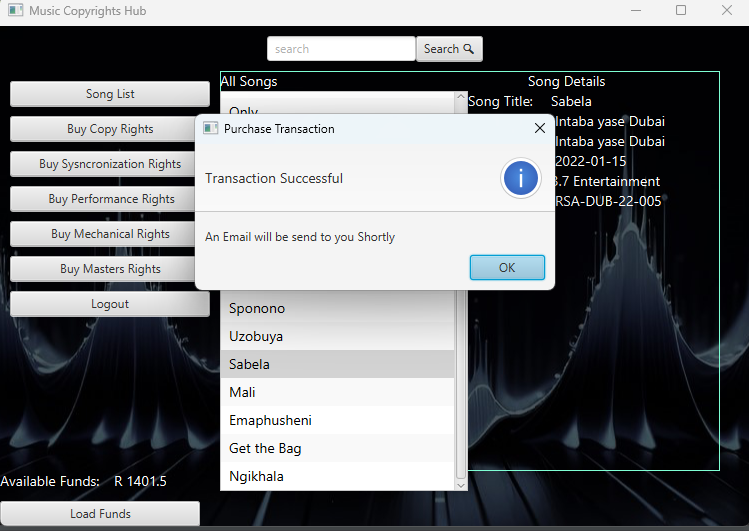 Music Copyrights Hub
search
Search
Song List
Buy Copy Rights
Buy Sysncronization Rights
Buy Performance Rights
Buy Mechanical Rights
Buy Masters Rights
Logout
Available Funds: R 1401.5
Load Funds
All Songs
Only
Sponono
Uzobuya
Sabela
Mali
Emaphusheni
Get the Bag
Ngikhala
Song Details
Song Title: Sabela
Intaba yase Dubai
Intaba yase Dubai
2022-01-15
3.7 Entertainment
RSA-DUB-22-005
Purchase Transaction
Transaction Successful
An Email will be send to you Shortly
OK